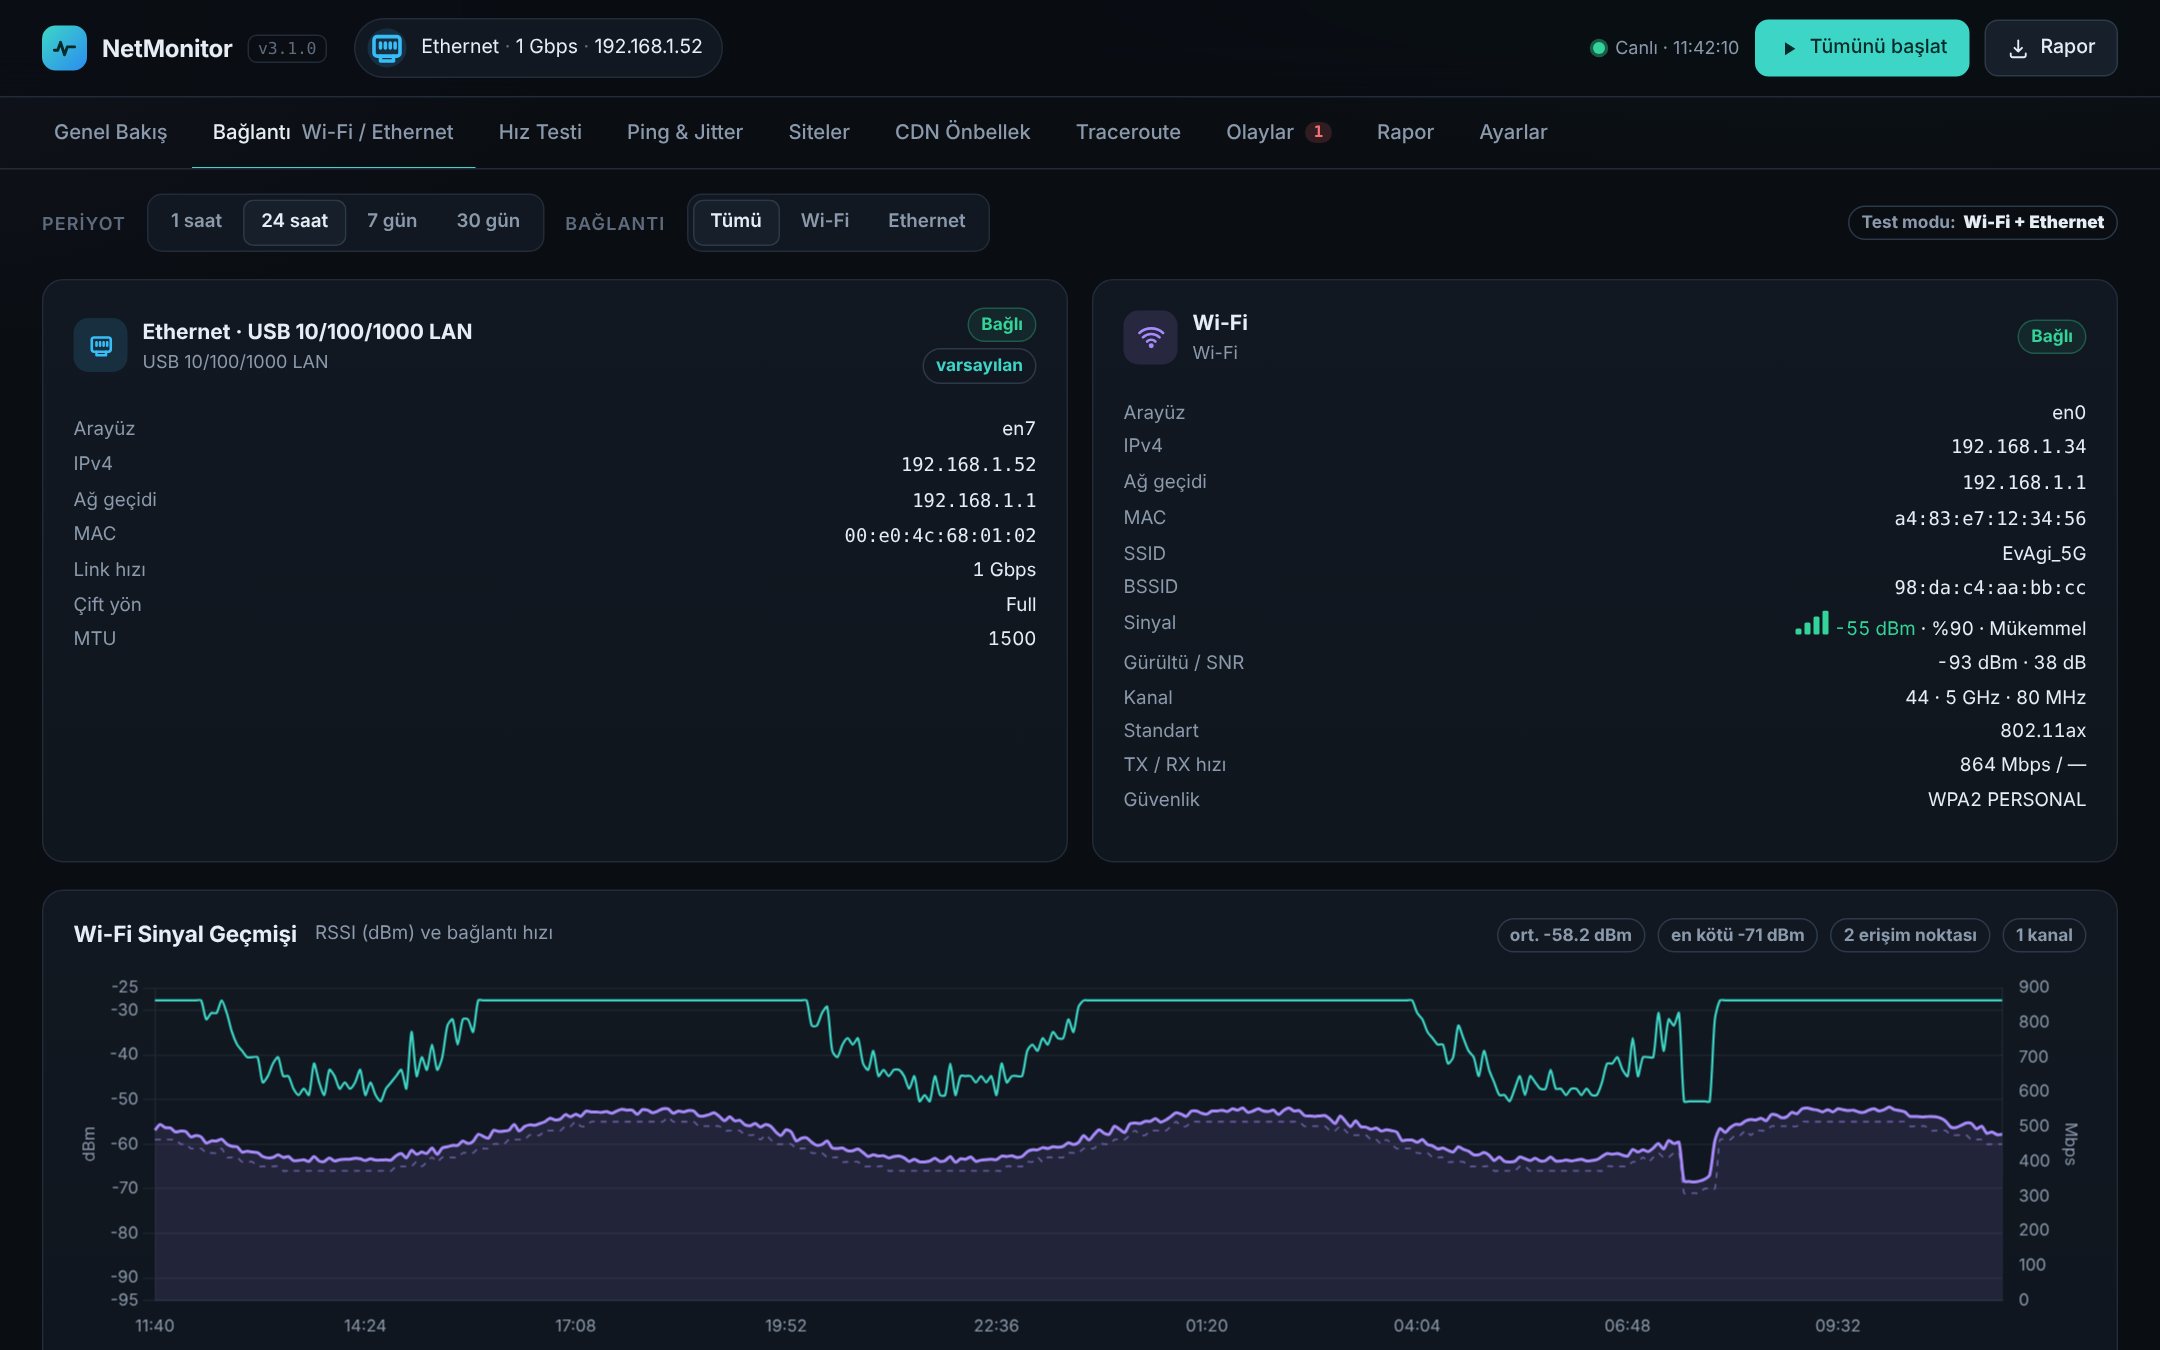 NetMonitor v3.1.0 Ethernet · 1 Gbps · 192.168.1.52 Canlı · 11:42:10 Tümünü başlat Rapor
Genel Bakış Bağlantı Wi-Fi / Ethernet Hız Testi Ping & Jitter Siteler CDN Önbellek Traceroute Olaylar 1 Rapor Ayarlar
PERİYOT 1 saat 24 saat 7 gün 30 gün BAĞLANTI Tümü Wi-Fi Ethernet Test modu: Wi-Fi + Ethernet
Ethernet · USB 10/100/1000 LAN
USB 10/100/1000 LAN
Bağlı
varsayılan
Arayüz en7
IPv4 192.168.1.52
Ağ geçidi 192.168.1.1
MAC 00:e0:4c:68:01:02
Link hızı 1 Gbps
Çift yön Full
MTU 1500
Wi-Fi
Wi-Fi
Bağlı
Arayüz en0
IPv4 192.168.1.34
Ağ geçidi 192.168.1.1
MAC a4:83:e7:12:34:56
SSID EvAgi_5G
BSSID 98:da:c4:aa:bb:cc
Sinyal -55 dBm · %90 · Mükemmel
Gürültü / SNR -93 dBm · 38 dB
Kanal 44 · 5 GHz · 80 MHz
Standart 802.11ax
TX / RX hızı 864 Mbps / —
Güvenlik WPA2 PERSONAL
Wi-Fi Sinyal Geçmişi RSSI (dBm) ve bağlantı hızı ort. -58.2 dBm en kötü -71 dBm 2 erişim noktası 1 kanal
-25
-30
-40
-50
-60
-70
-80
-90
-95
dBm
900
800
700
600
500
400
300
200
100
0
Mbps
11:40 14:24 17:08 19:52 22:36 01:20 04:04 06:48 09:32